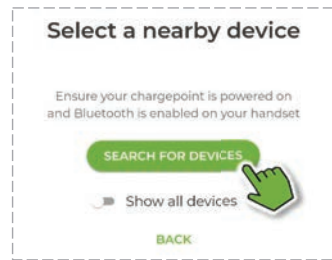 Select a nearby device
Ensure your chargepoint is powered on
and Bluetooth is enabled on your handset
SEARCH FOR DEVICES
Show all devices
BACK